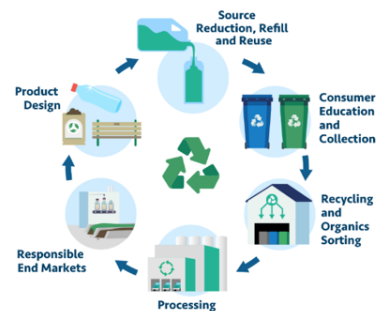 Source
Reduction, Refill
and Reuse
Consumer
Education
and
Collection
Recycling
and
Organics
Sorting
Processing
Responsible
End Markets
Product
Design